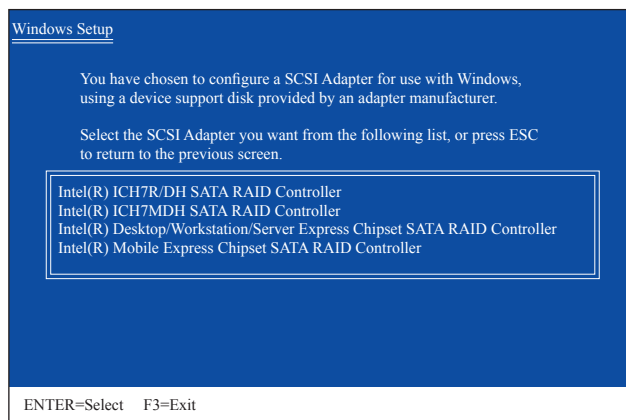 Windows Setup
You have chosen to configure a SCSI Adapter for use with Windows,
using a device support disk provided by an adapter manufacturer.
Select the SCSI Adapter you want from the following list, or press ESC
to return to the previous screen.
Intel(R) ICH7R/DH SATA RAID Controller
Intel(R) ICH7MDH SATA RAID Controller
Intel(R) Desktop/Workstation/Server Express Chipset SATA RAID Controller
Intel(R) Mobile Express Chipset SATA RAID Controller
ENTER=Select F3=Exit